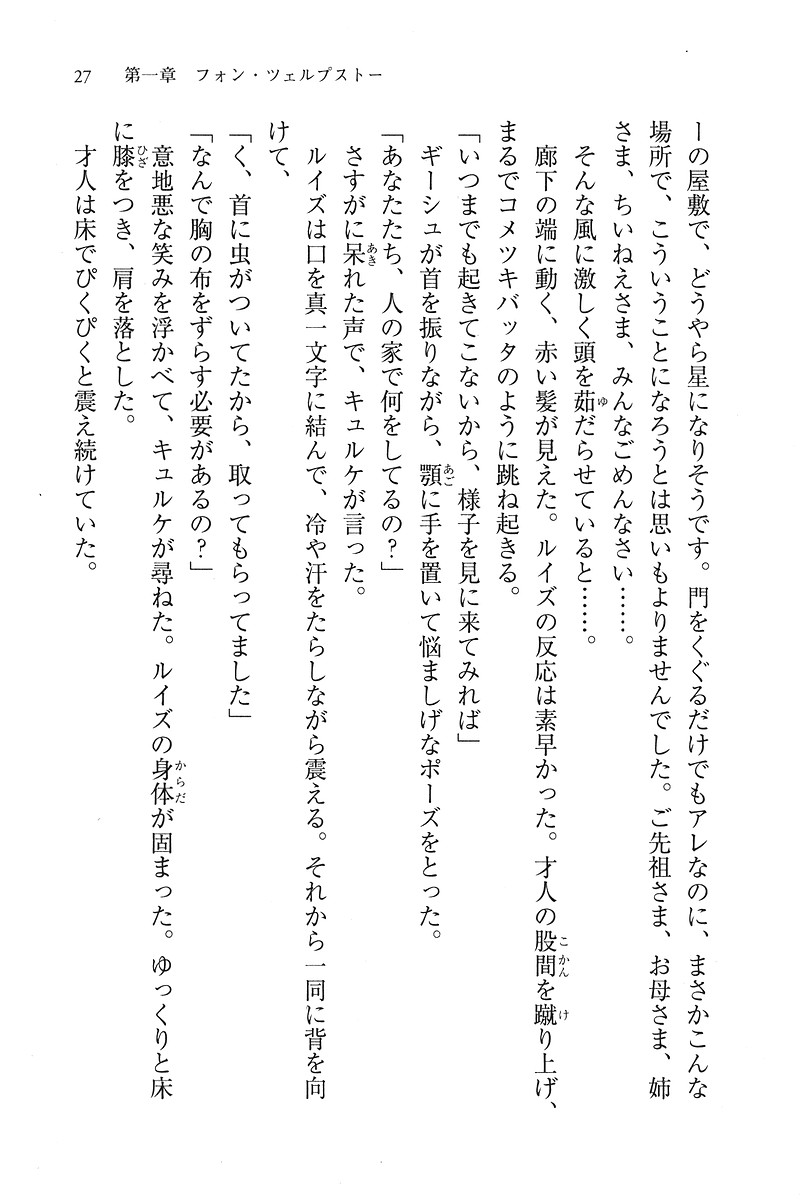 27　第一章　フォン・ツェルプストー
ーの屋敷で、どうやら星になりそうです。門をくぐるだけでもアレなのに、まさかこんな
場所で、こういうことになろうとは思いもよりませんでした。ご先祖さま、お母さま、姉
さま、ちいねえさま、みんなごめんなさい……。
　そんな風に激しく頭を茹だらせていると……。
　廊下の端に動く、赤い髪が見えた。ルイズの反応は素早かった。才人の股間を蹴り上げ、
まるでコメツキバッタのように跳ね起きる。
「いつまでも起きてこないから、様子を見に来てみれば」
　ギーシュが首を振りながら、顎に手を置いて悩ましげなポーズをとった。
「あなたたち、人の家で何をしてるの？」
　さすがに呆れた声で、キュルケが言った。
　ルイズは口を真一文字に結んで、冷や汗をたらしながら震える。それから一同に背を向
けて、
「く、首に虫がついてたから、取ってもらってました」
「なんで胸の布をずらす必要があるの？」
　意地悪な笑みを浮かべて、キュルケが尋ねた。ルイズの身体が固まった。ゆっくりと床
に膝をつき、肩を落とした。
　才人は床でぴくぴくと震え続けていた。